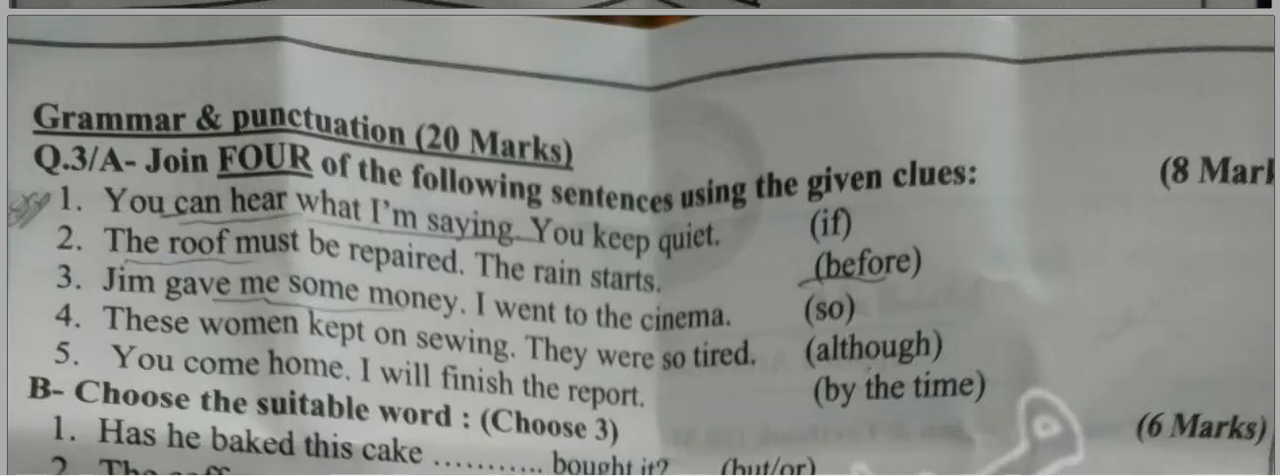 Grammar & punctuation (20 Marks)
Q.3/A- Join FOUR of the following sentences using the given clues: (8 Mark
1. You can hear what I'm saying. You keep quiet. (if)
2. The roof must be repaired. The rain starts. (before)
3. Jim gave me some money. I went to the cinema. (so)
4. These women kept on sewing. They were so tired. (although)
5. You come home. I will finish the report. (by the time)
B- Choose the suitable word : (Choose 3) (6 Marks)
1. Has he baked this cake ........... bought it? (but/or)
2. The